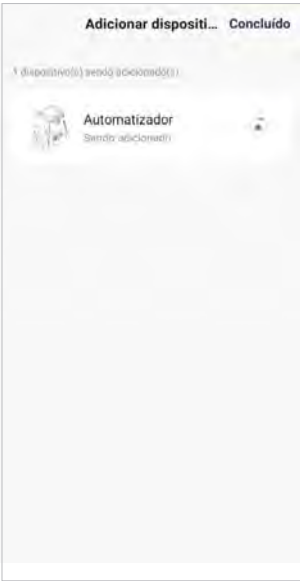 Adicionar dispositi... Concluído
1 dispositivo(s) sendo adicionado(s)
Automatizador
Sendo adicionado